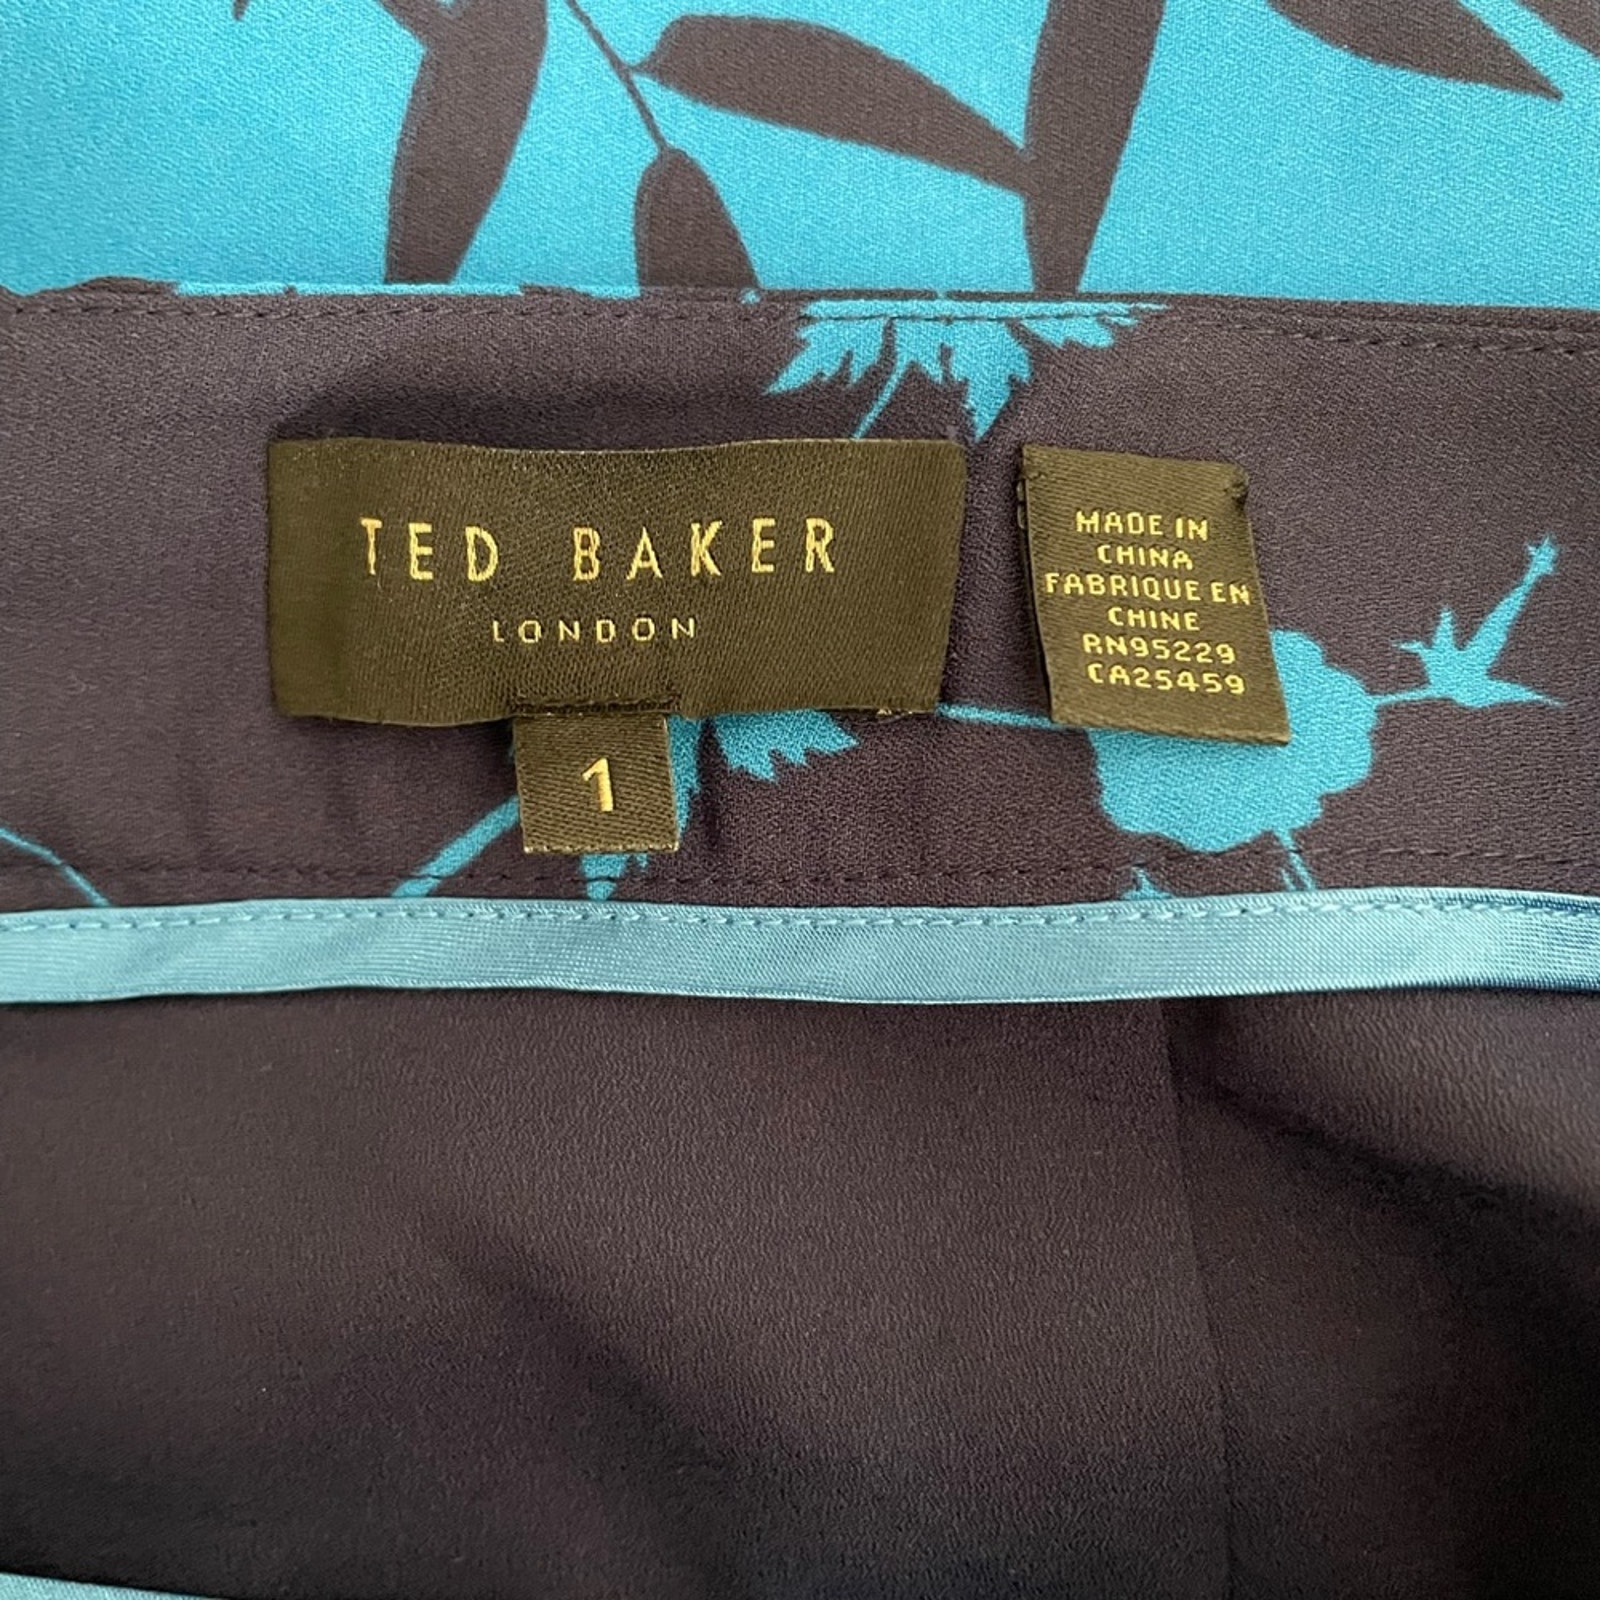 TED BAKER
LONDON
1
MADE IN
CHINA
FABRIQUE EN
CHINE
RN95229
CA25459